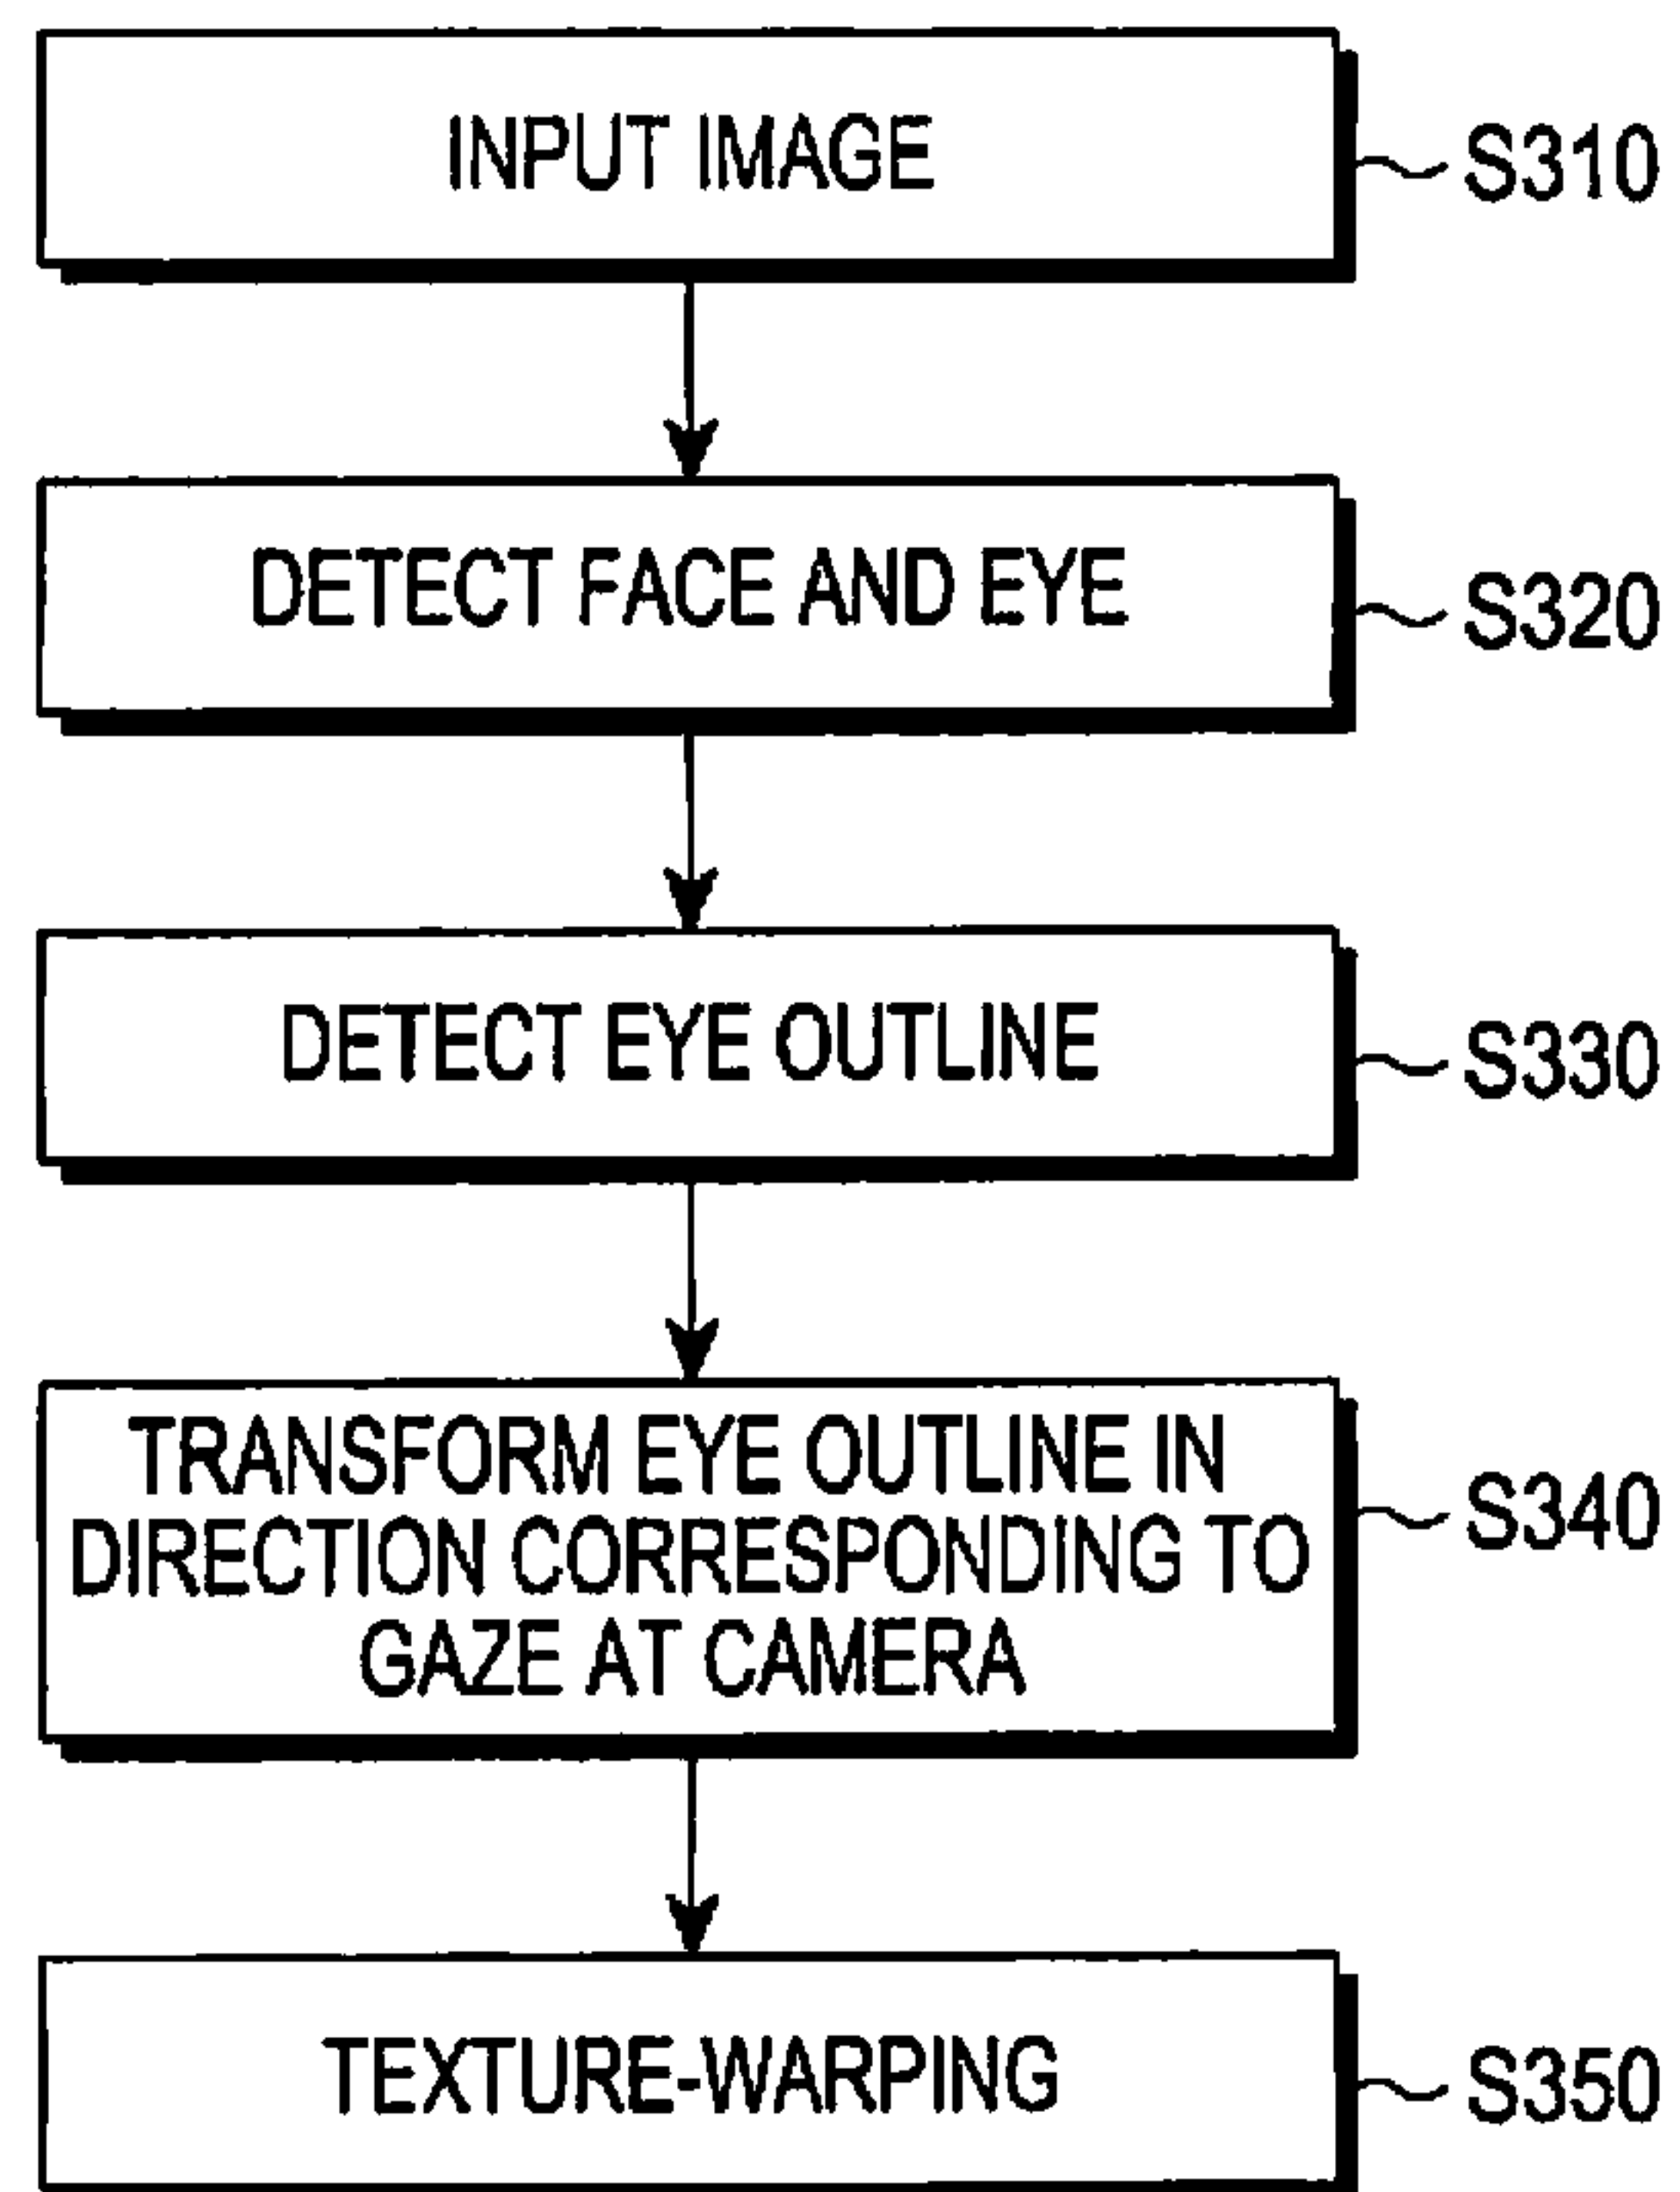 INPUT IMAGE
S310
DETECT FACE AND EYE
S320
DETECT EYE OUTLINE
S330
TRANSFORM EYE OUTLINE IN
DIRECTION CORRESPONDING TO
GAZE AT CAMERA
S340
TEXTURE-WARPING
S350